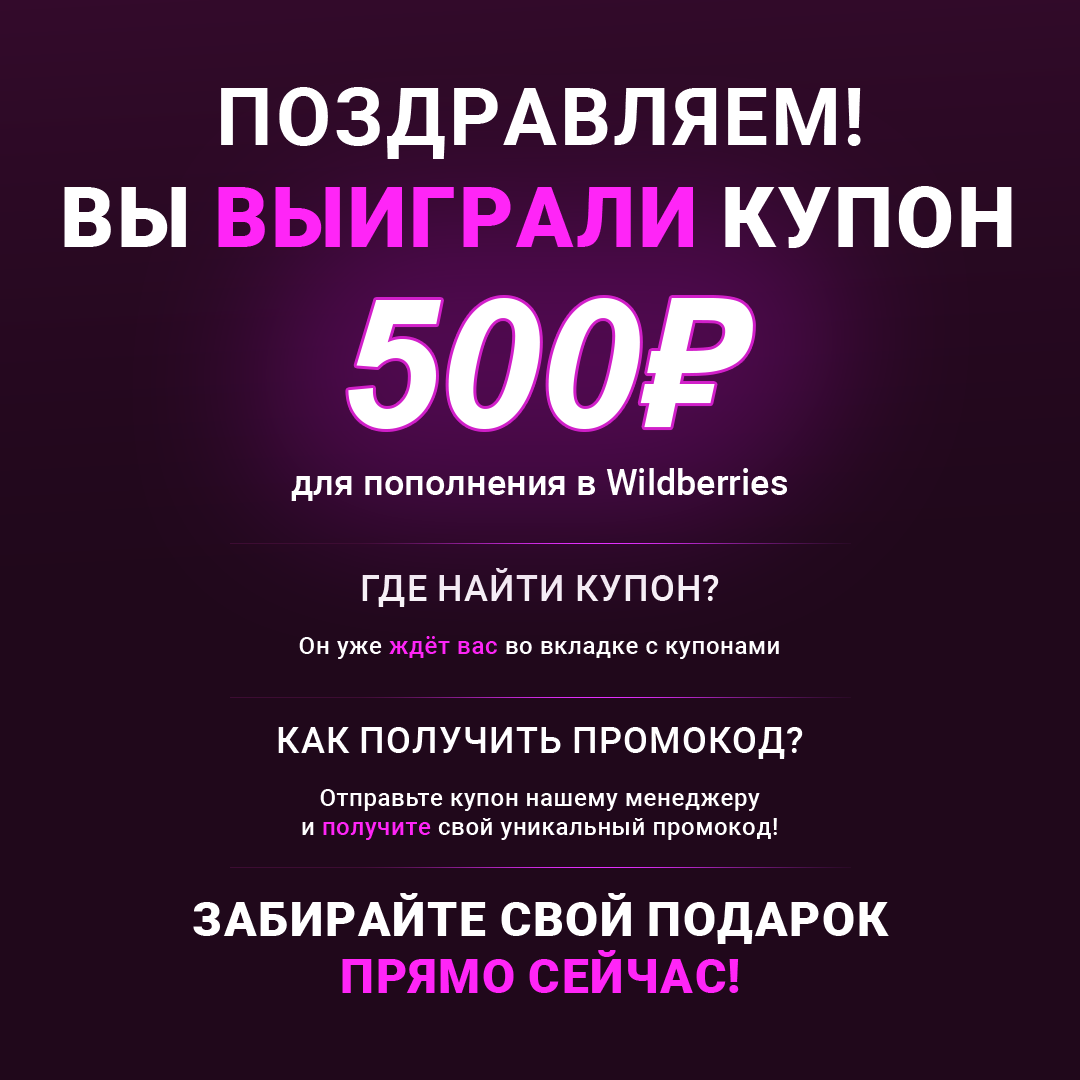 ПОЗДРАВЛЯЕМ!
ВЫ ВЫИГРАЛИ КУПОН
500₽
для пополнения в Wildberries
ГДЕ НАЙТИ КУПОН?
Он уже ждёт вас во вкладке с купонами
КАК ПОЛУЧИТЬ ПРОМОКОД?
Отправьте купон нашему менеджеру
и получите свой уникальный промокод!
ЗАБИРАЙТЕ СВОЙ ПОДАРОК
ПРЯМО СЕЙЧАС!